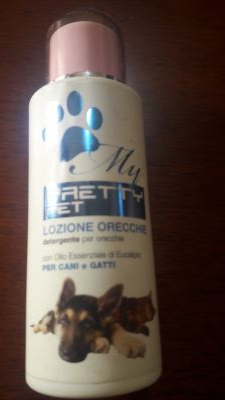 My
PRETTY
PET
LOZIONE ORECCHE
detergente per orecchie
con Olio Essenziale di Eucalipto
PER CANI e GATTI